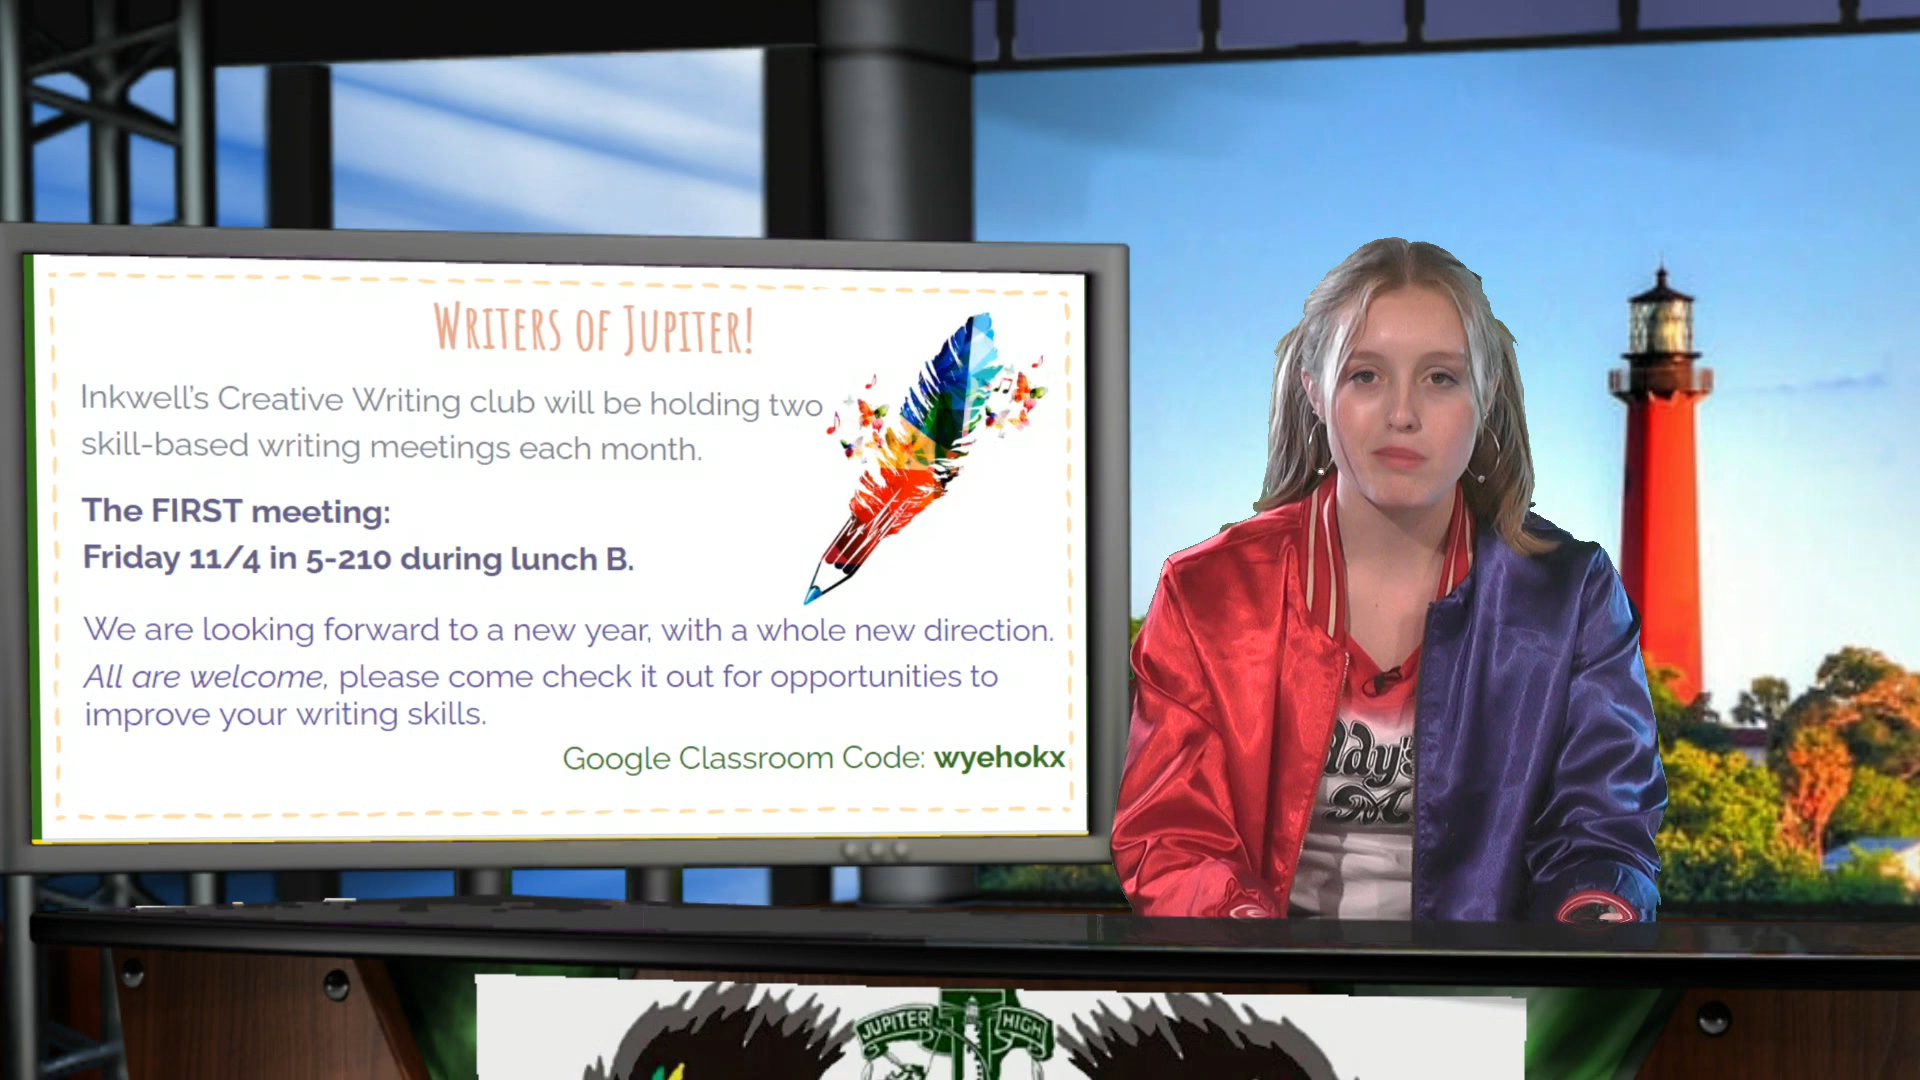 WRITERS OF JUPITER!
Inkwell's Creative Writing club will be holding two
skill-based writing meetings each month.
The FIRST meeting:
Friday 11/4 in 5-210 during lunch B.
We are looking forward to a new year, with a whole new direction.
All are welcome, please come check it out for opportunities to
improve your writing skills.
Google Classroom Code: wyehokx
JUPITER HIGH